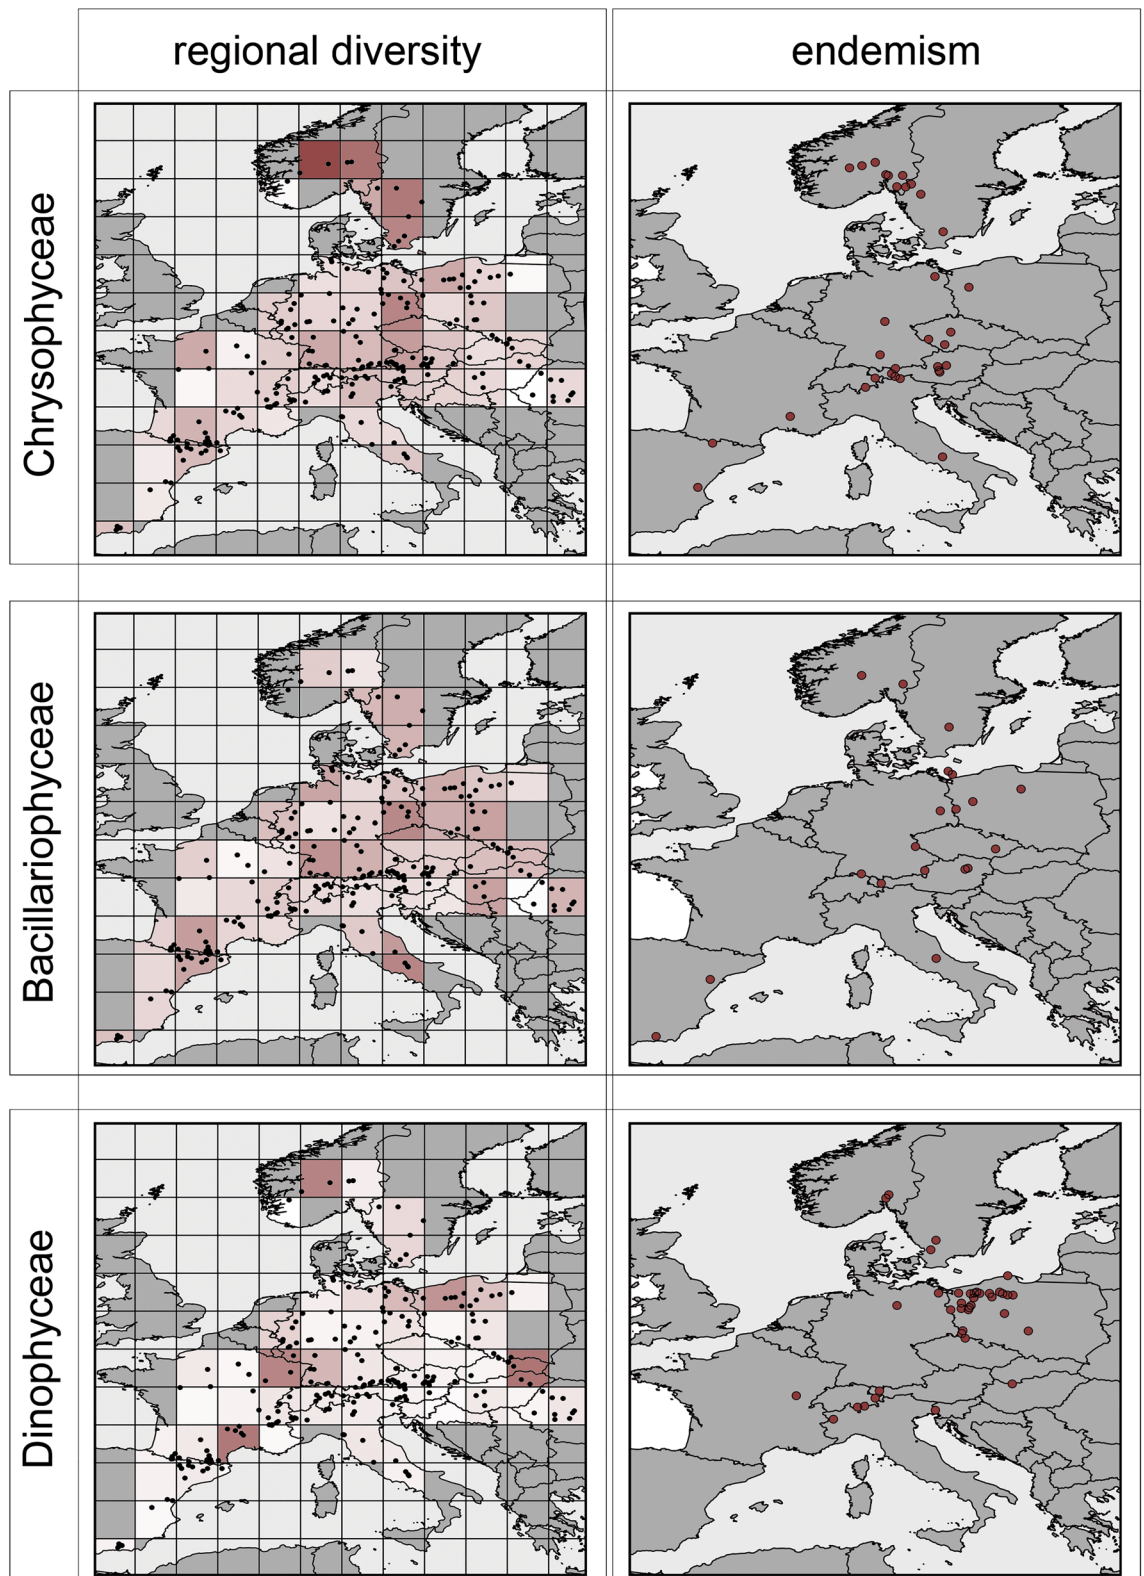 regional diversity
endemism
Chrysophyceae
Bacillariophyceae
Dinophyceae